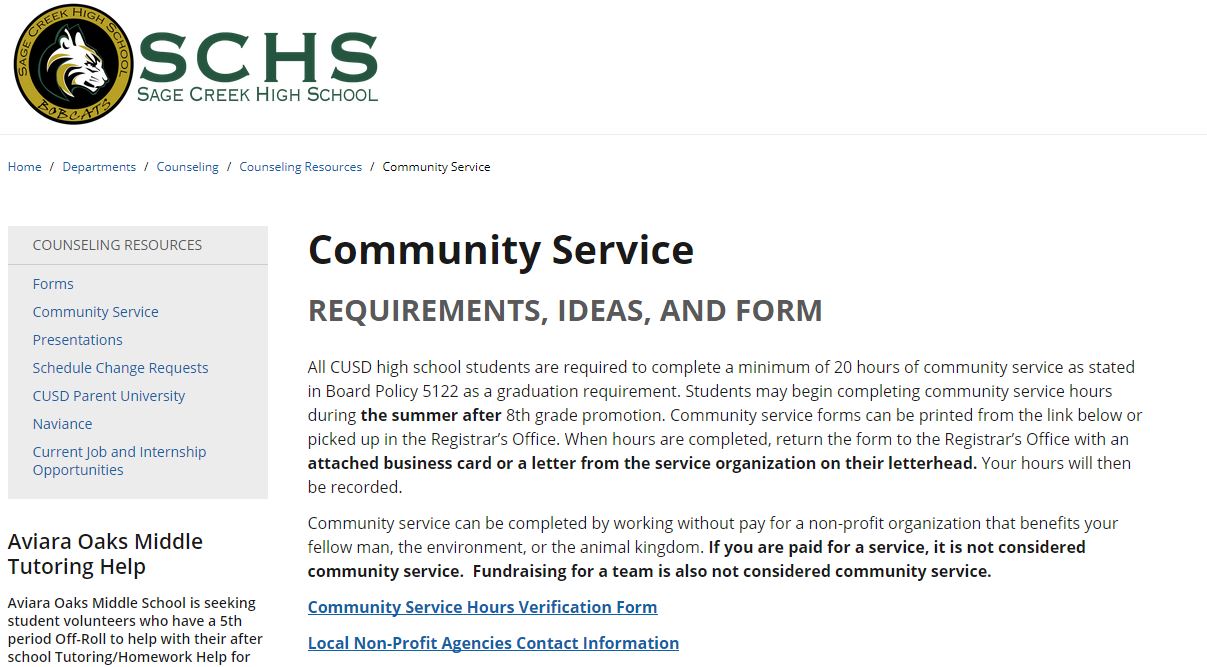 SAGE CREEK HIGH SCHOOL
BOBCATS
SCHS
SAGE CREEK HIGH SCHOOL
Home / Departments / Counseling / Counseling Resources / Community Service
COUNSELING RESOURCES
Forms
Community Service
Presentations
Schedule Change Requests
CUSD Parent University
Naviance
Current Job and Internship
Opportunities
Aviara Oaks Middle
Tutoring Help
Aviara Oaks Middle School is seeking
student volunteers who have a 5th
period Off-Roll to help with their after
school Tutoring/Homework Help for
Community Service
REQUIREMENTS, IDEAS, AND FORM
All CUSD high school students are required to complete a minimum of 20 hours of community service as stated
in Board Policy 5122 as a graduation requirement. Students may begin completing community service hours
during the summer after 8th grade promotion. Community service forms can be printed from the link below or
picked up in the Registrar’s Office. When hours are completed, return the form to the Registrar’s Office with an
attached business card or a letter from the service organization on their letterhead. Your hours will then
be recorded.
Community service can be completed by working without pay for a non-profit organization that benefits your
fellow man, the environment, or the animal kingdom. If you are paid for a service, it is not considered
community service.  Fundraising for a team is also not considered community service.
Community Service Hours Verification Form
Local Non-Profit Agencies Contact Information